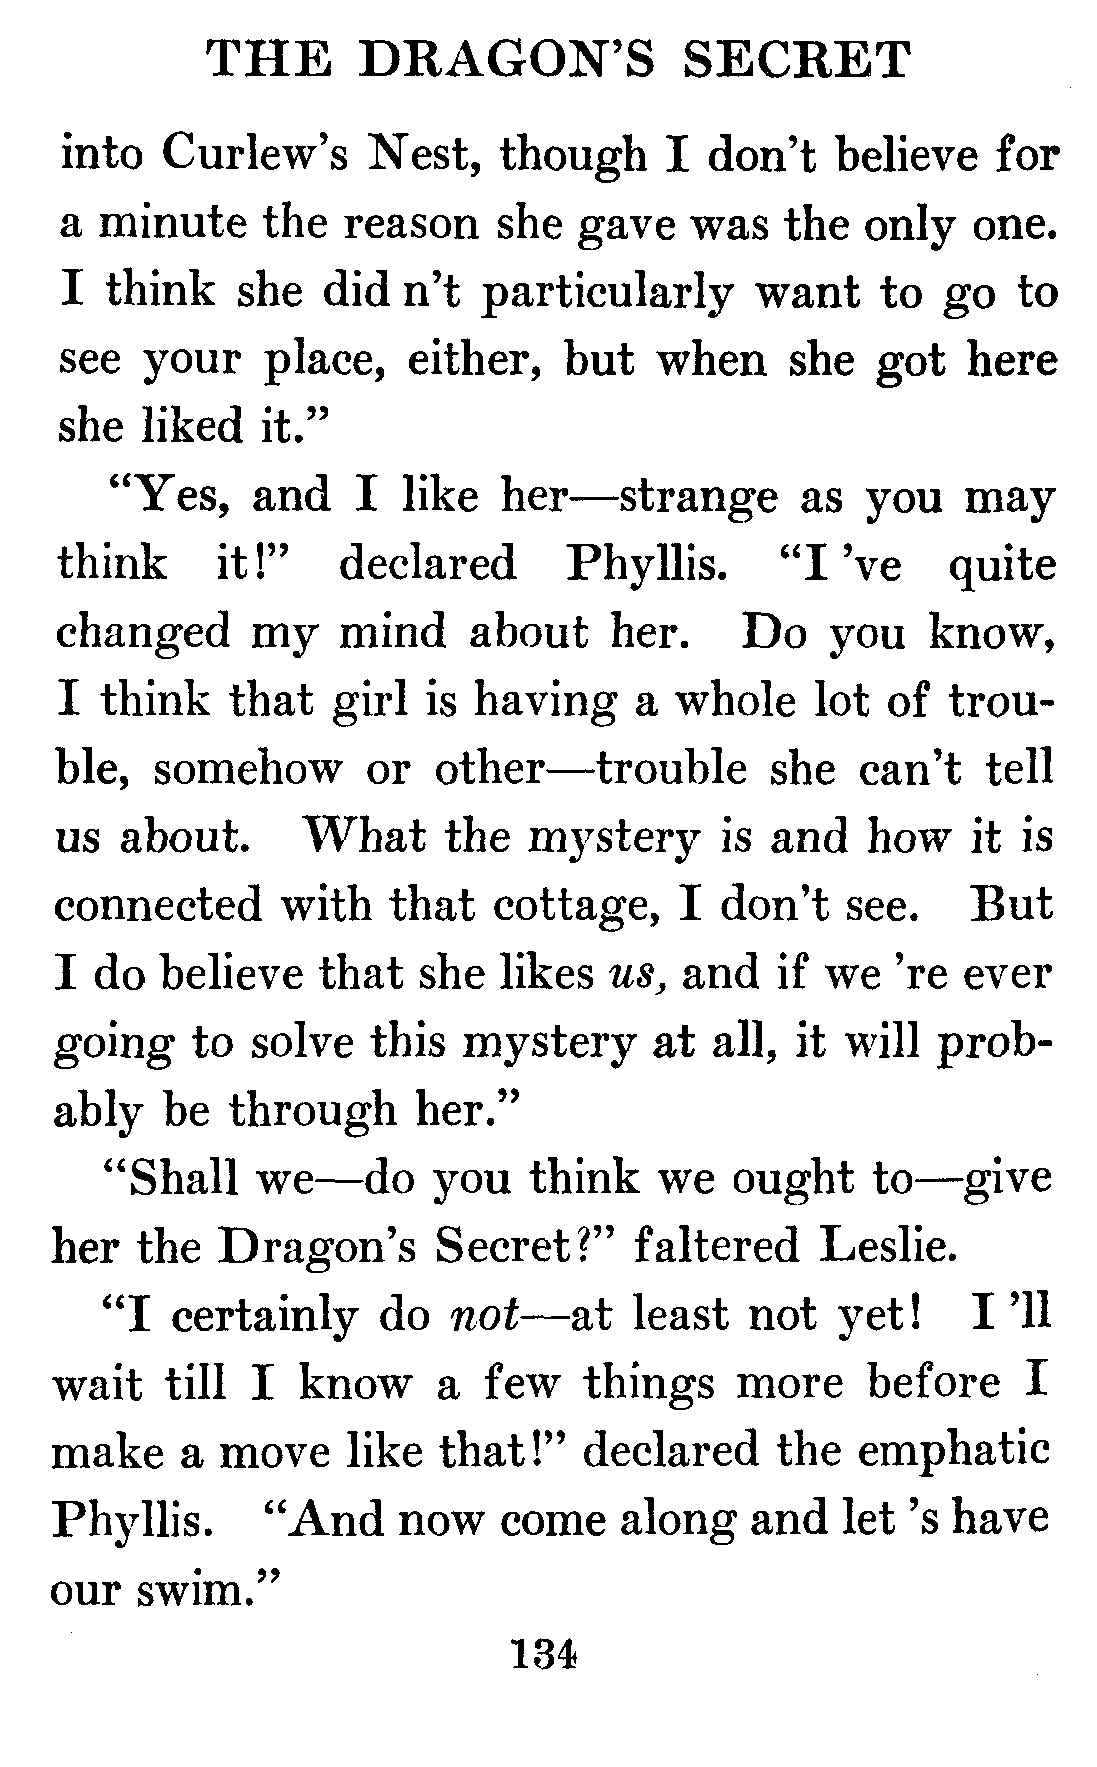 THE DRAGON'S SECRET
into Curlew's Nest, though I don't believe for
a minute the reason she gave was the only one.
I think she did n't particularly want to go to
see your place, either, but when she got here
she liked it."
"Yes, and I like her—strange as you may
think it!" declared Phyllis. "I 've quite
changed my mind about her. Do you know,
I think that girl is having a whole lot of trou-
ble, somehow or other—trouble she can't tell
us about. What the mystery is and how it is
connected with that cottage, I don't see. But
I do believe that she likes us, and if we 're ever
going to solve this mystery at all, it will prob-
ably be through her."
"Shall we—do you think we ought to—give
her the Dragon's Secret?" faltered Leslie.
"I certainly do not—at least not yet! I 'll
wait till I know a few things more before I
make a move like that!" declared the emphatic
Phyllis. "And now come along and let 's have
our swim."
134